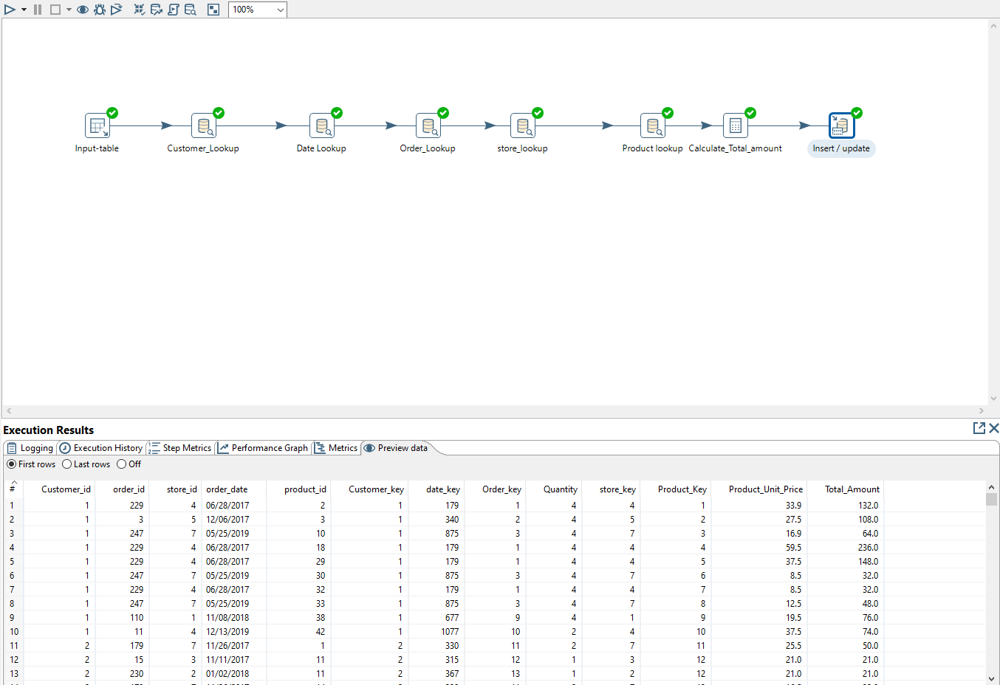 100%
Input-table Customer_Lookup Date Lookup Order_Lookup store_lookup Product lookup Calculate_Total_amount Insert / update
Execution Results
Logging Execution History Step Metrics Performance Graph Metrics Preview data
First rows Last rows Off
# Customer_id order_id store_id order_date product_id Customer_key date_key Order_key Quantity store_key Product_Key Product_Unit_Price Total_Amount
1 1 229 4 06/28/2017 2 1 179 1 4 4 1 33.9 132.0
2 1 3 5 12/06/2017 3 1 340 2 4 5 2 27.5 108.0
3 1 247 7 05/25/2019 10 1 875 3 4 7 3 16.9 64.0
4 1 229 4 06/28/2017 18 1 179 1 4 4 4 59.5 236.0
5 1 229 4 06/28/2017 29 1 179 1 4 4 5 37.5 148.0
6 1 247 7 05/25/2019 30 1 875 3 4 7 6 8.5 32.0
7 1 229 4 06/28/2017 32 1 179 1 4 4 7 8.5 32.0
8 1 247 7 05/25/2019 33 1 875 3 4 7 8 12.5 48.0
9 1 110 1 11/08/2018 38 1 677 9 4 1 9 19.5 76.0
10 1 11 4 12/13/2019 42 1 1077 10 2 4 10 37.5 74.0
11 2 179 7 11/26/2017 1 2 330 11 2 7 11 25.5 50.0
12 2 15 3 11/11/2017 11 2 315 12 1 3 12 21.0 21.0
13 2 230 2 01/02/2018 11 2 367 13 1 2 12 21.0 21.0